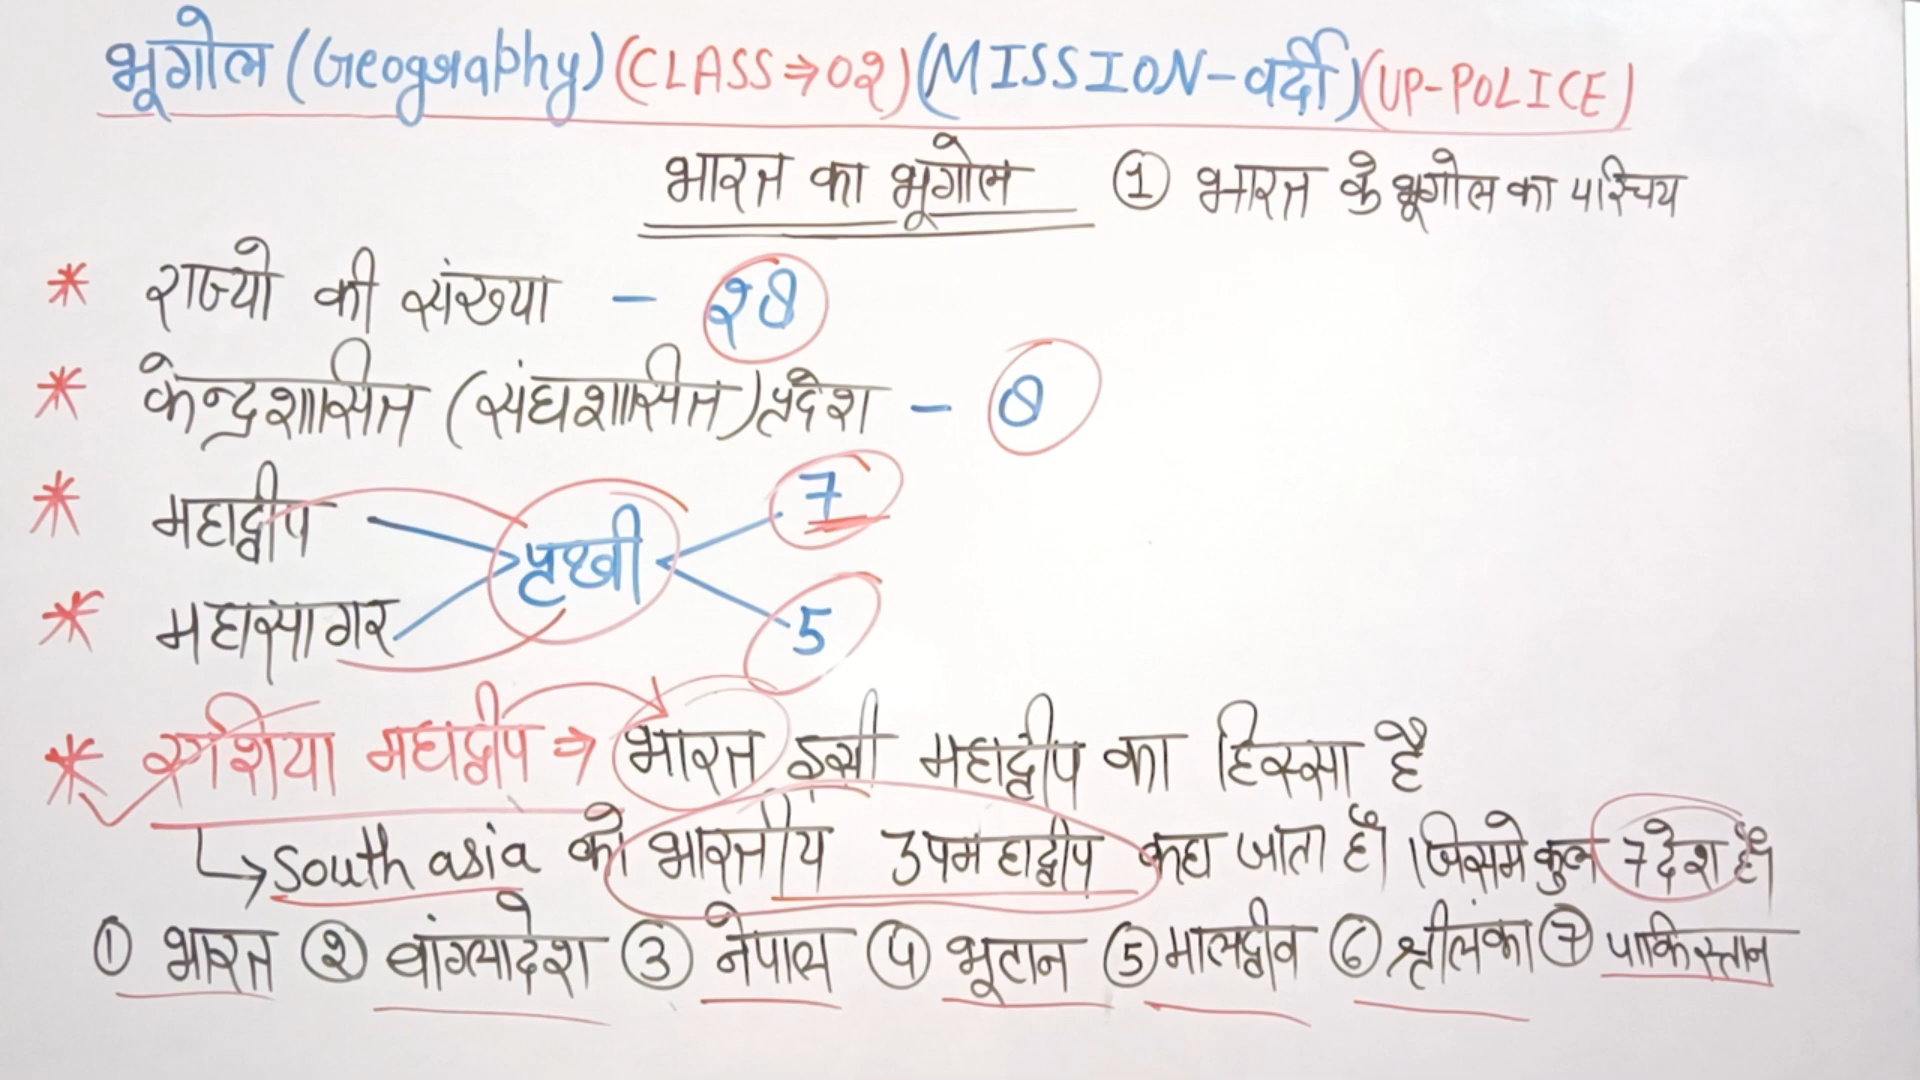 भूगोल (Geography) (CLASS⇒02) (MISSION-वर्दी) (UP-POLICE)
भारत का भूगोल ① भारत के भूगोल का परिचय
* राज्यो की संख्या - 28
* केन्द्रशासित (संघशासित) प्रदेश - 8
* महाद्वीप पृथ्वी 7
* महासागर 5
* एशिया महाद्वीप ⇒ भारत इसी महाद्वीप का हिस्सा है
↳ South asia को भारतीय उपमहाद्वीप कहा जाता है। जिसमे कुल 7 देश है।
① भारत ② बांग्लादेश ③ नेपाल ④ भूटान ⑤ मालद्वीव ⑥ श्रीलंका ⑦ पाकिस्तान